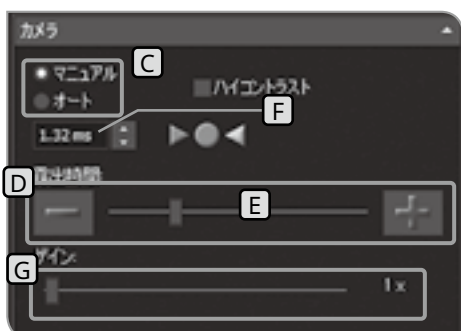 カメラ
マニュアル
C
オート
ハイコントラスト
F
1.32 ms
D
露出時間:
E
G
ゲイン:
1x